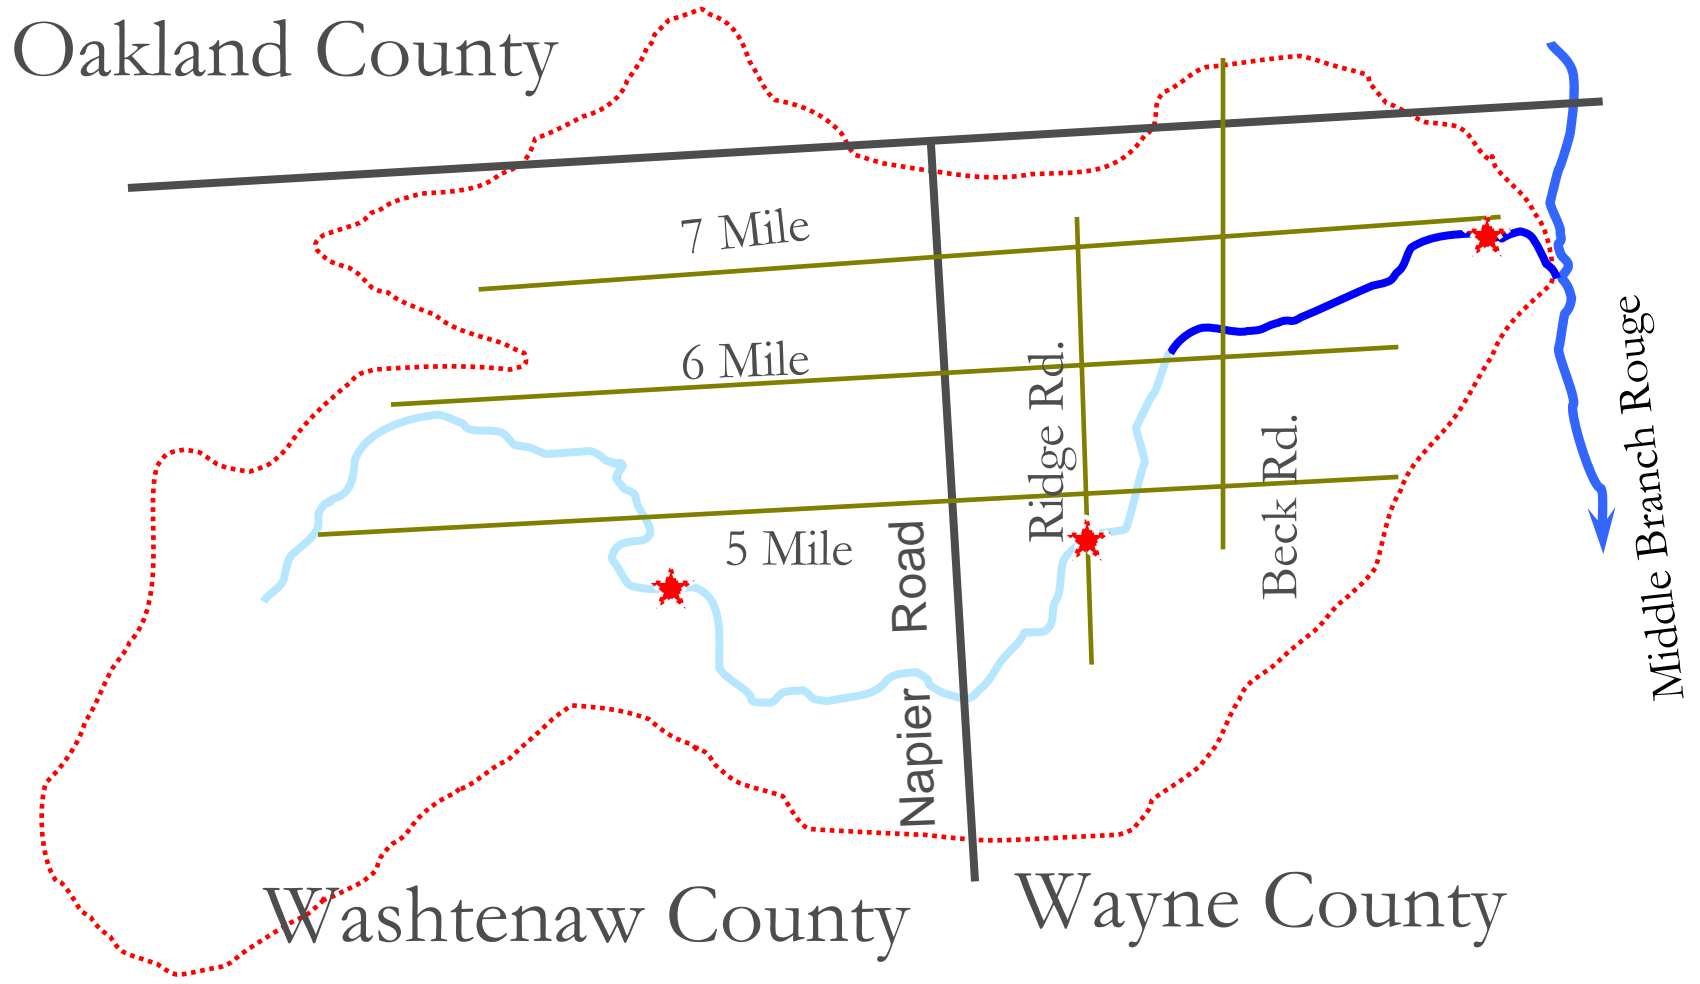 Oakland County
7 Mile
6 Mile
5 Mile
Napier Road
Ridge Rd.
Beck Rd.
Middle Branch Rouge
Washtenaw County
Wayne County